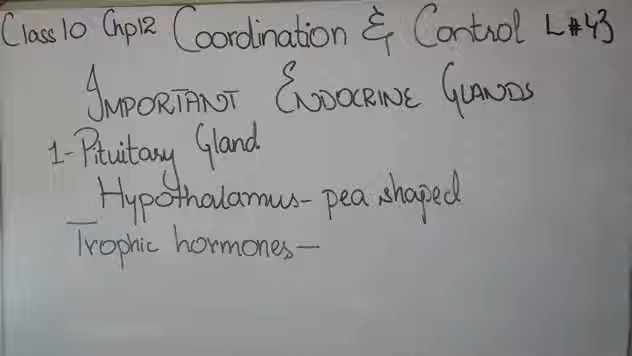 Class 10 Chp12 Coordination & Control L#43
IMPORTANT ENDOCRINE GLANDS
1-Pituitary Gland
Hypothalamus- pea shaped
Trophic hormones-